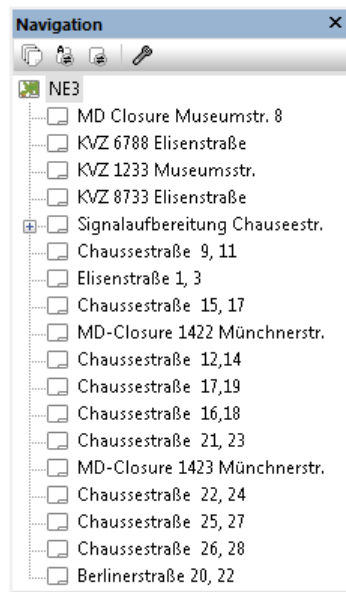 Navigation
NE3
MD Closure Museumstr. 8
KVZ 6788 Elisenstraße
KVZ 1233 Museumsstr.
KVZ 8733 Elisenstraße
Signalaufbereitung Chauseestr.
Chaussestraße 9, 11
Elisenstraße 1, 3
Chaussestraße 15, 17
MD-Closure 1422 Münchnerstr.
Chaussestraße 12,14
Chaussestraße 17,19
Chaussestraße 16,18
Chaussestraße 21, 23
MD-Closure 1423 Münchnerstr.
Chaussestraße 22, 24
Chaussestraße 25, 27
Chaussestraße 26, 28
Berlinerstraße 20, 22